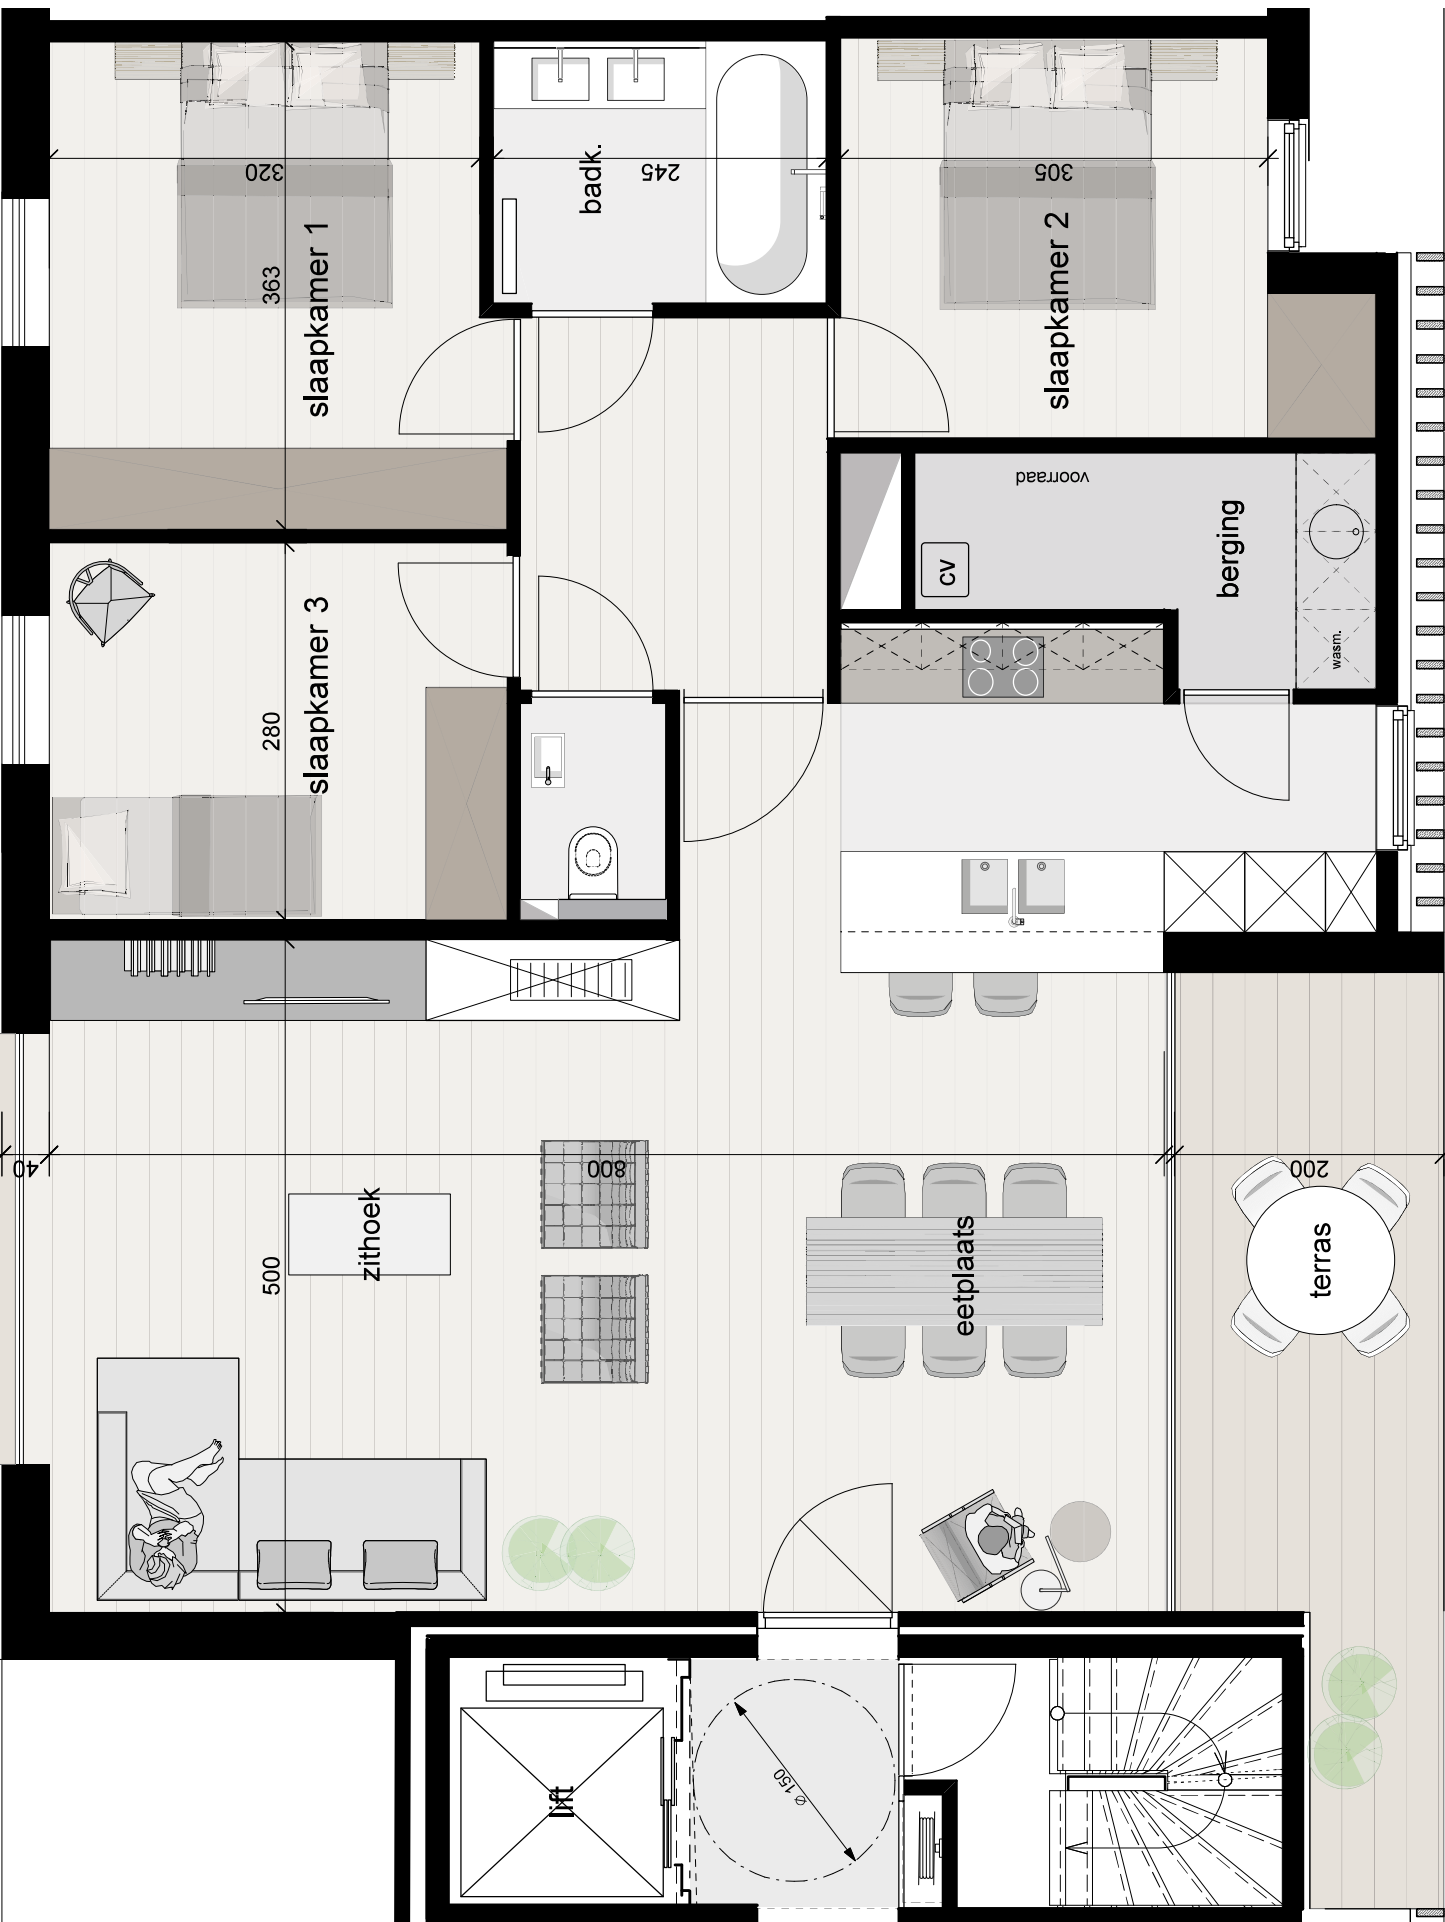 320
badk.
245
305
slaapkamer 1
363
slaapkamer 2
voorraad
cv
berging
wasm.
slaapkamer 3
280
40
800
200
zithoek
500
eetplaats
terras
lift
Ø 150